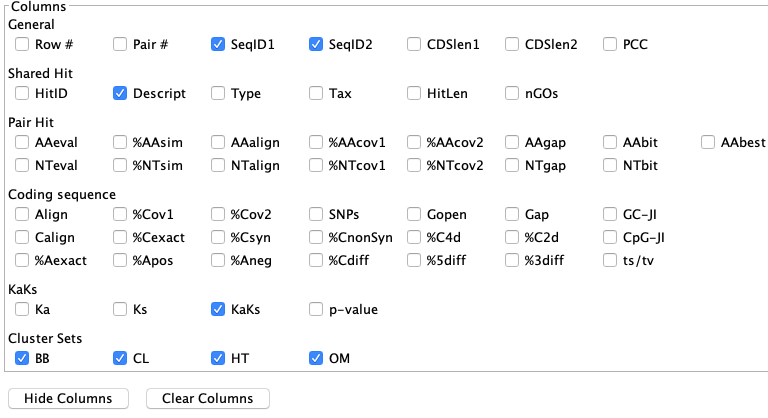 Columns
General
Row # Pair # SeqID1 SeqID2 CDSlen1 CDSlen2 PCC
Shared Hit
HitID Descript Type Tax HitLen nGOs
Pair Hit
AAeval %AAsim AAalign %AAcov1 %AAcov2 AAgap AAbit AAbest
NTeval %NTsim NTalign %NTcov1 %NTcov2 NTgap NTbit
Coding sequence
Align %Cov1 %Cov2 SNPs Gopen Gap GC-JI
Calign %Cexact %Csyn %CnonSyn %C4d %C2d CpG-JI
%Aexact %Apos %Aneg %Cdiff %5diff %3diff ts/tv
KaKs
Ka Ks KaKs p-value
Cluster Sets
BB CL HT OM
Hide Columns Clear Columns